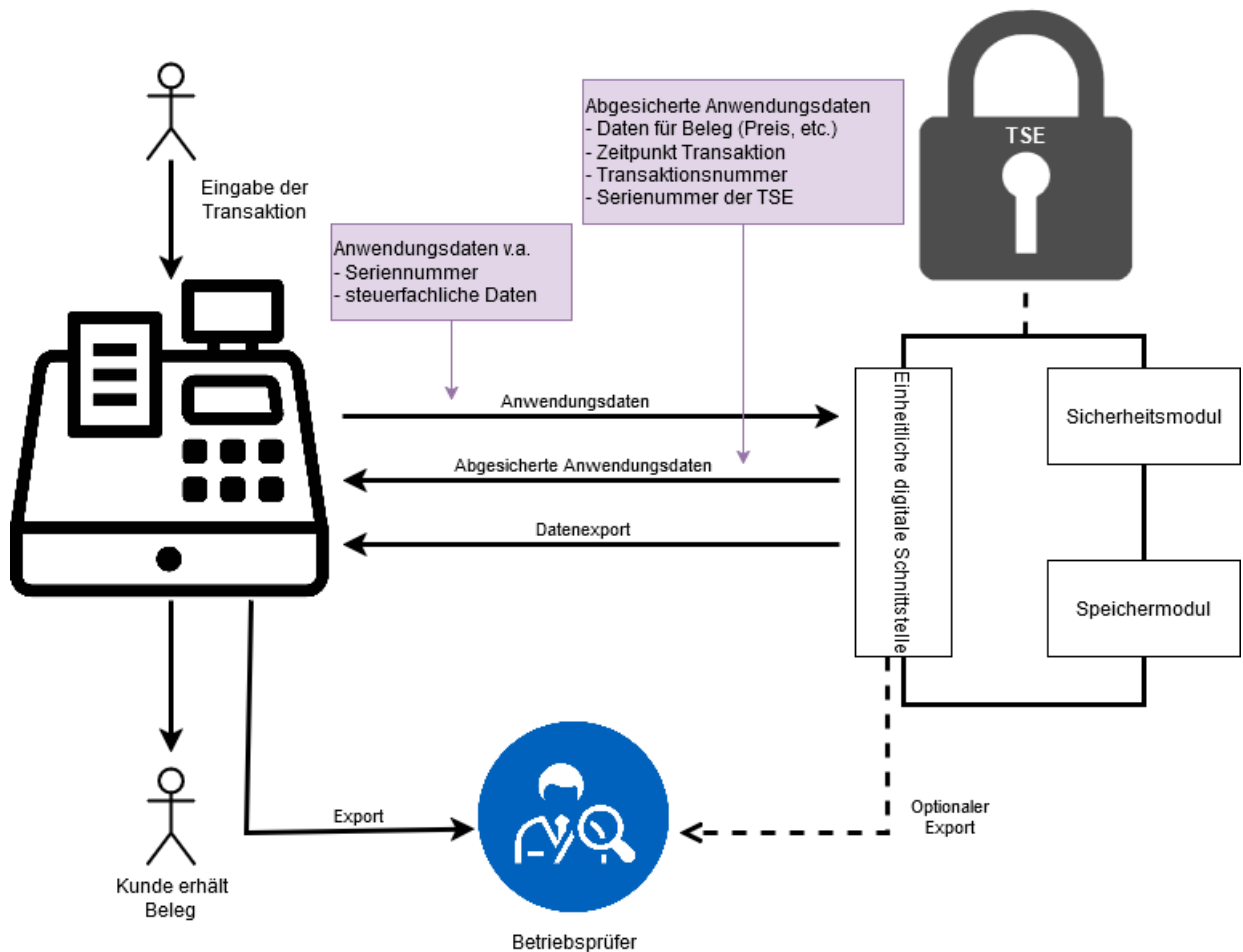 TSE
Abgesicherte Anwendungsdaten
- Daten für Beleg (Preis, etc.)
- Zeitpunkt Transaktion
- Transaktionsnummer
- Serienummer der TSE
Eingabe der
Transaktion
Anwendungsdaten v.a.
- Seriennummer
- steuerfachliche Daten
Anwendungsdaten
Abgesicherte Anwendungsdaten
Datenexport
Einheitliche digitale Schnittstelle
Sicherheitsmodul
Speichermodul
Export
Optionaler
Export
Kunde erhält
Beleg
Betriebsprüfer